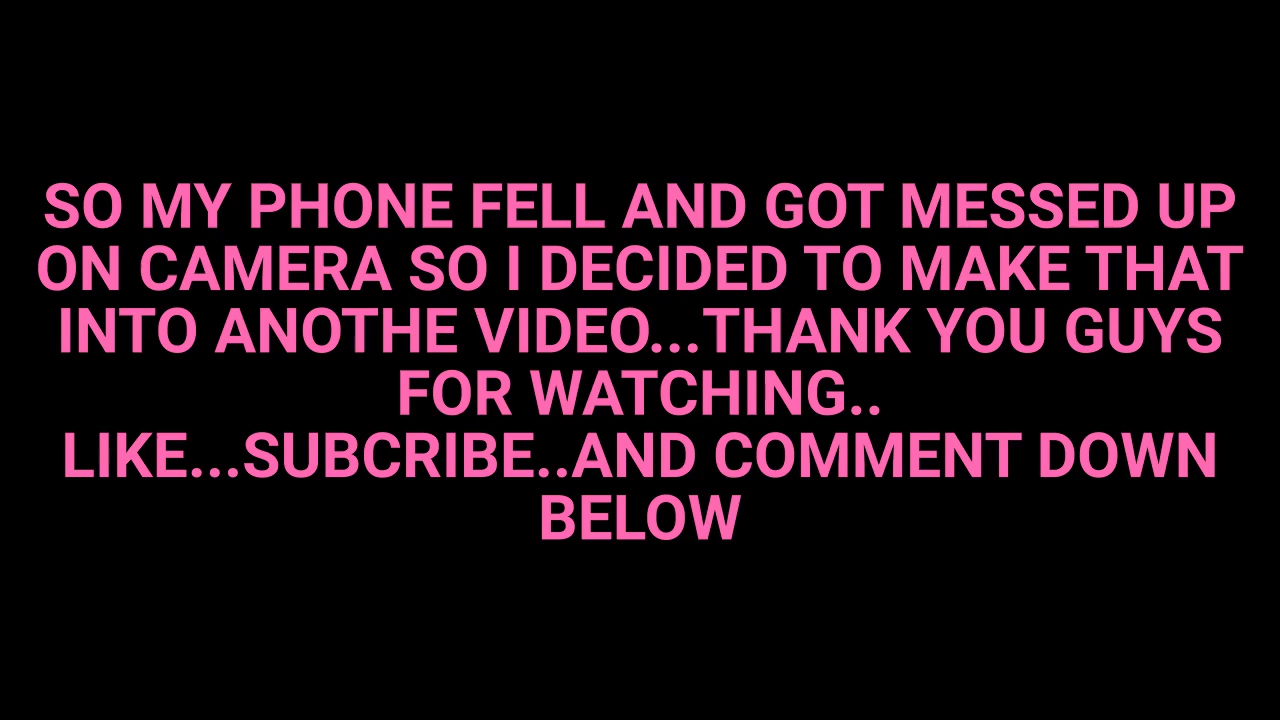 SO MY PHONE FELL AND GOT MESSED UP
ON CAMERA SO I DECIDED TO MAKE THAT
INTO ANOTHE VIDEO...THANK YOU GUYS
FOR WATCHING..
LIKE...SUBCRIBE..AND COMMENT DOWN
BELOW